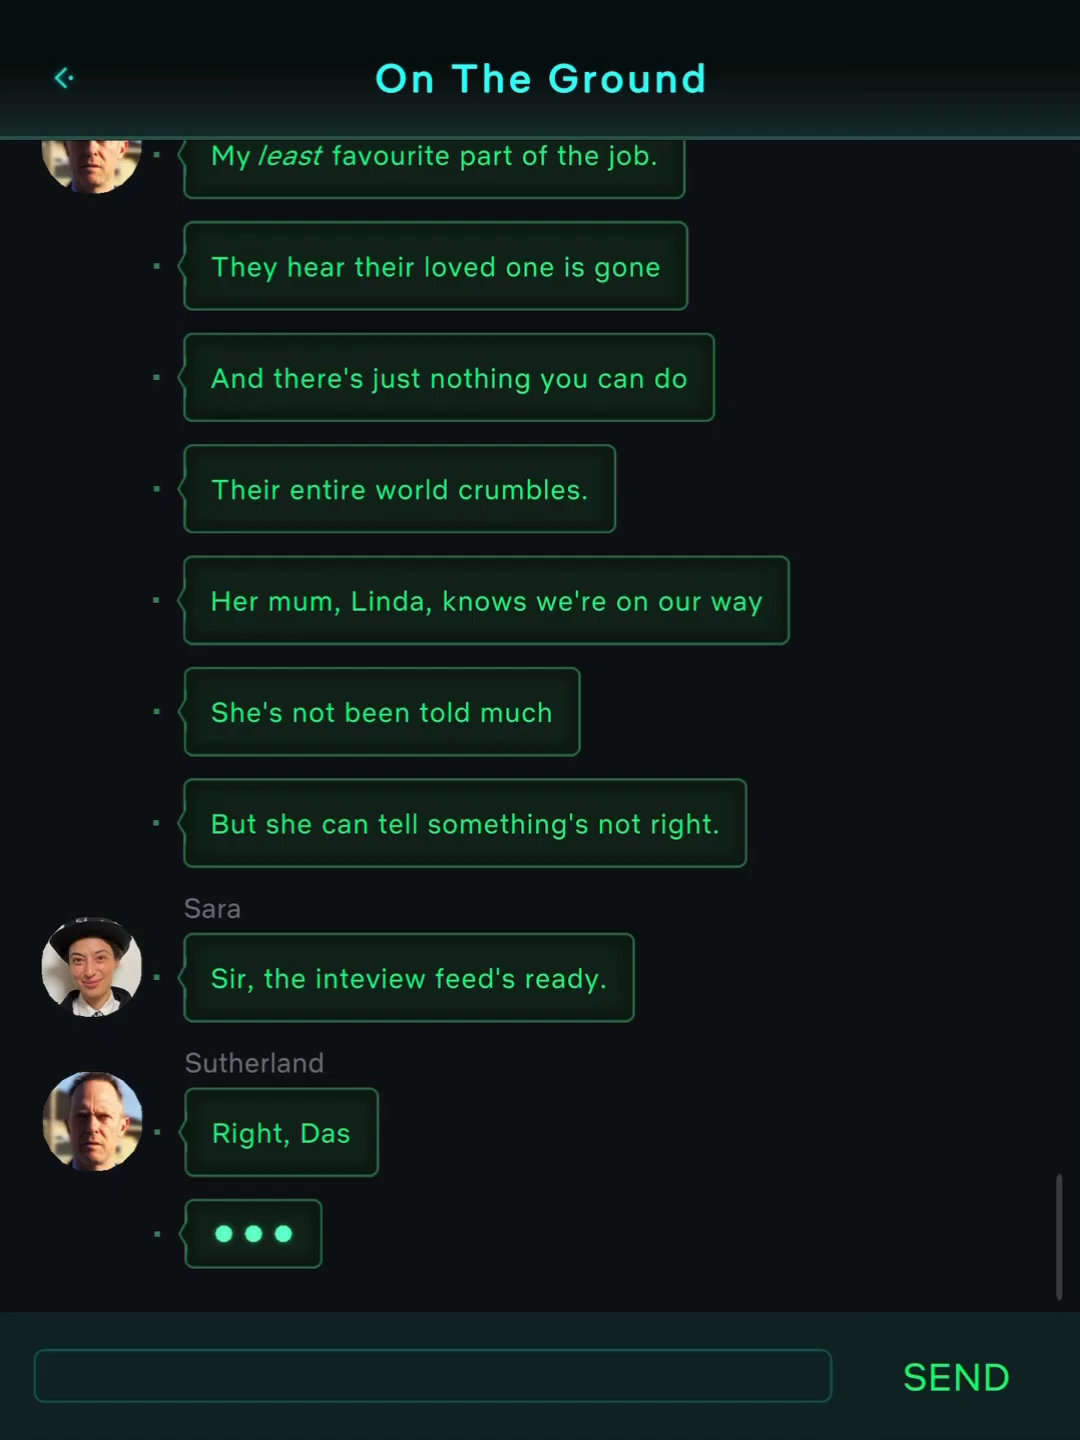 On The Ground
My least favourite part of the job.
They hear their loved one is gone
And there's just nothing you can do
Their entire world crumbles.
Her mum, Linda, knows we're on our way
She's not been told much
But she can tell something's not right.
Sara
Sir, the inteview feed's ready.
Sutherland
Right, Das
SEND